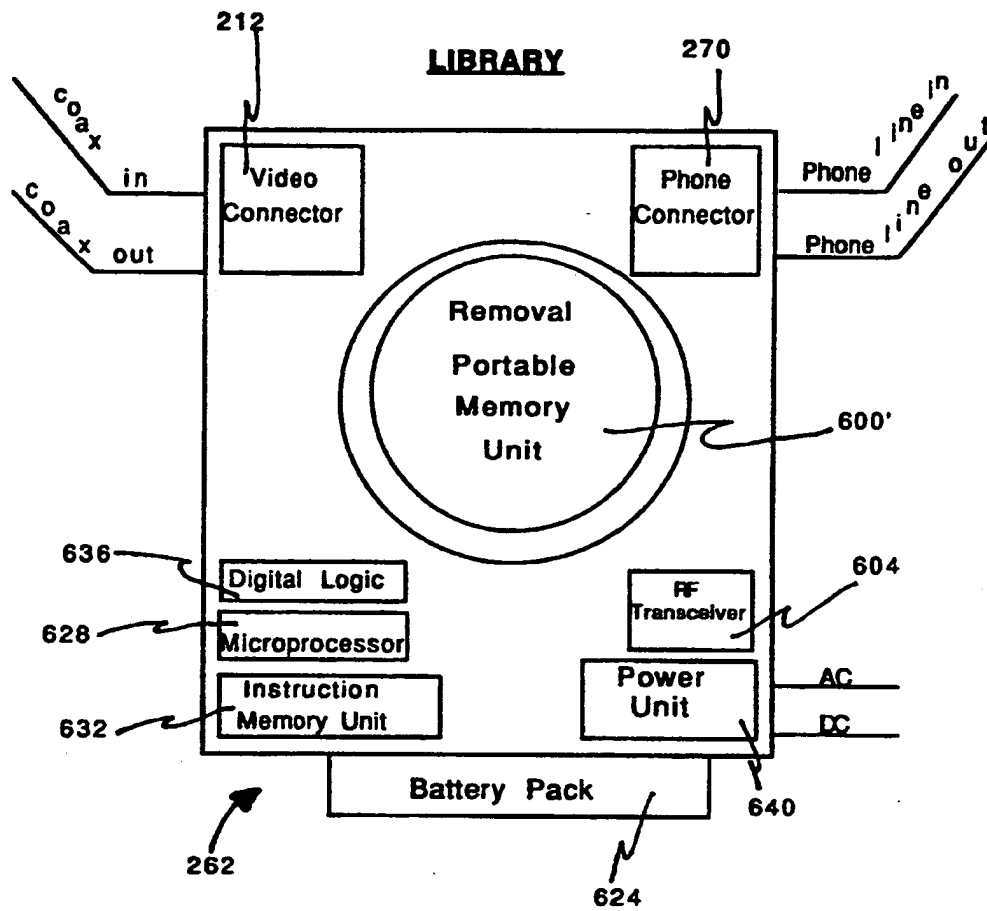 212
LIBRARY
270
coax in
coax out
Video
Connector
Phone
Connector
Phone line in
Phone line out
Removal
Portable
Memory
Unit
600'
636
Digital Logic
628
Microprocessor
632
Instruction
Memory Unit
RF
Transceiver
604
Power
Unit
AC
DC
640
Battery Pack
262
624